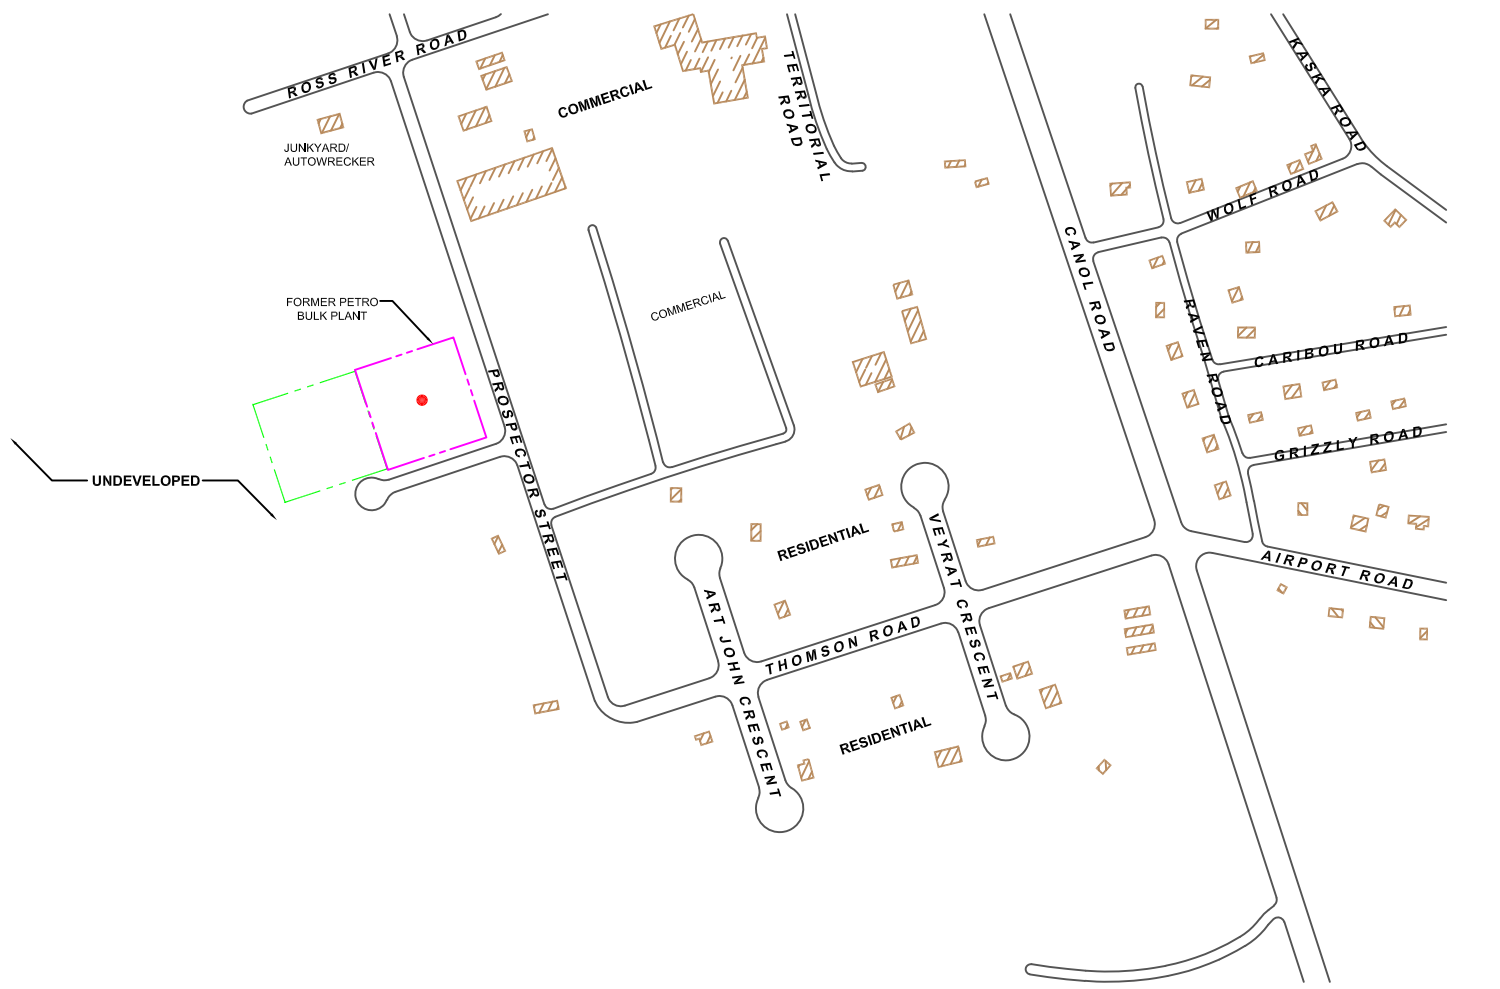 ROSS RIVER ROAD
JUNKYARD/
AUTOWRECKER
COMMERCIAL
TERRITORIAL
ROAD
KASKA ROAD
WOLF ROAD
CANOL ROAD
FORMER PETRO
BULK PLANT
COMMERCIAL
RAVEN ROAD
CARIBOU ROAD
PROSPECTOR STREET
GRIZZLY ROAD
UNDEVELOPED
RESIDENTIAL
VEYRAT CRESCENT
AIRPORT ROAD
ART JOHN CRESCENT
THOMSON ROAD
RESIDENTIAL